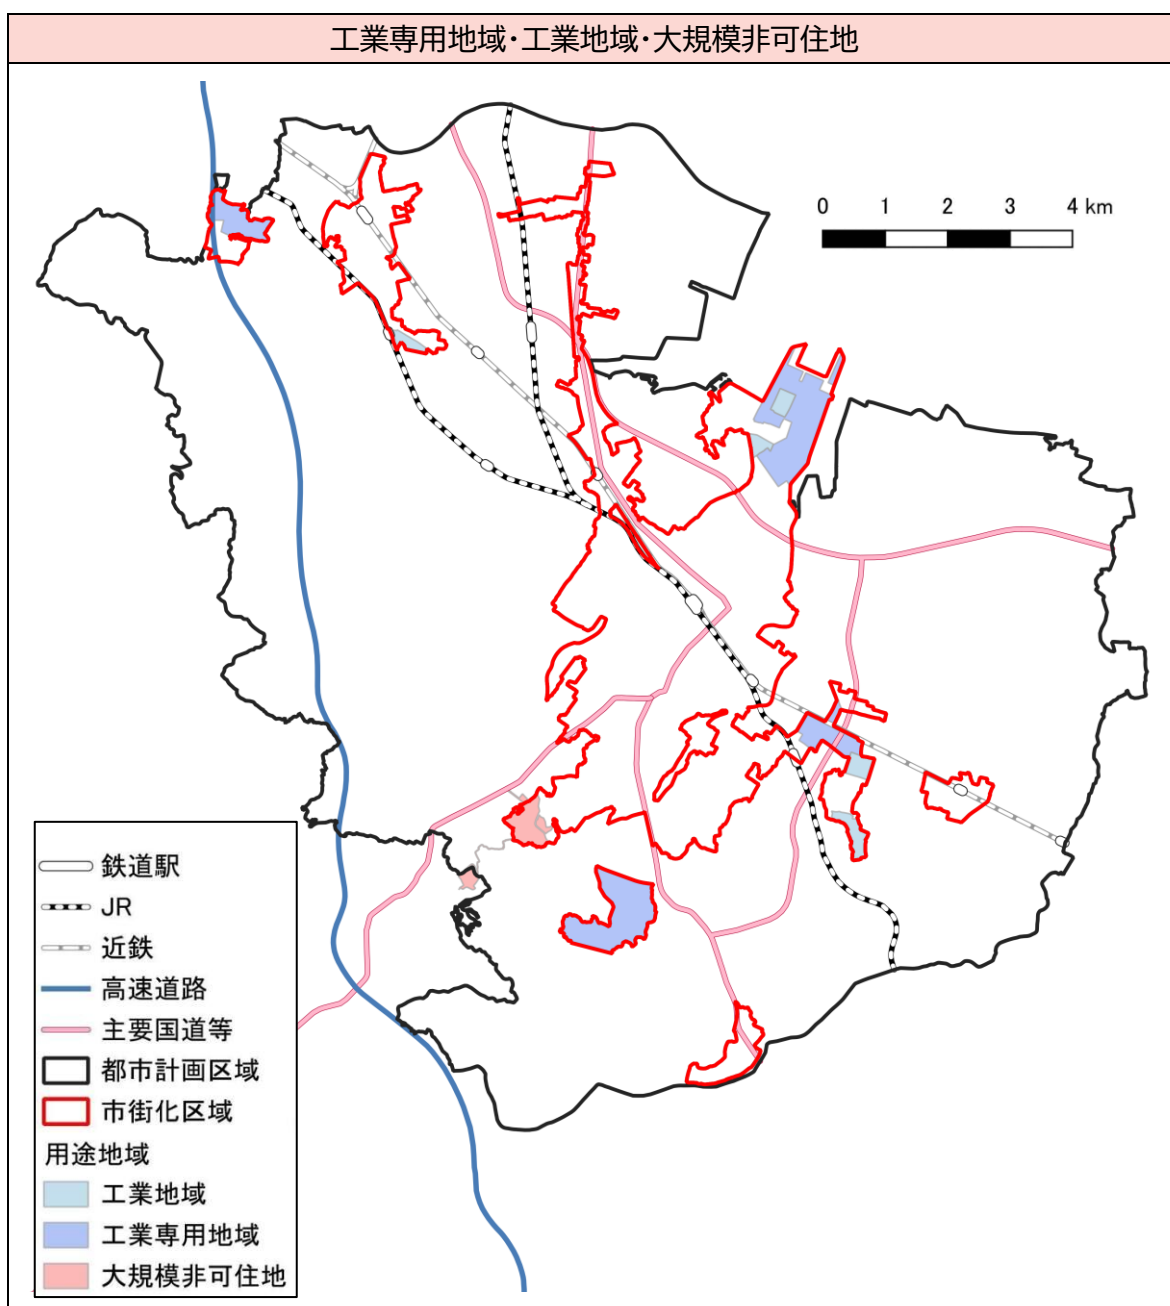 工業専用地域・工業地域・大規模非可住地
0 1 2 3 4 km
鉄道駅
JR
近鉄
高速道路
主要国道等
都市計画区域
市街化区域
用途地域
工業地域
工業専用地域
大規模非可住地